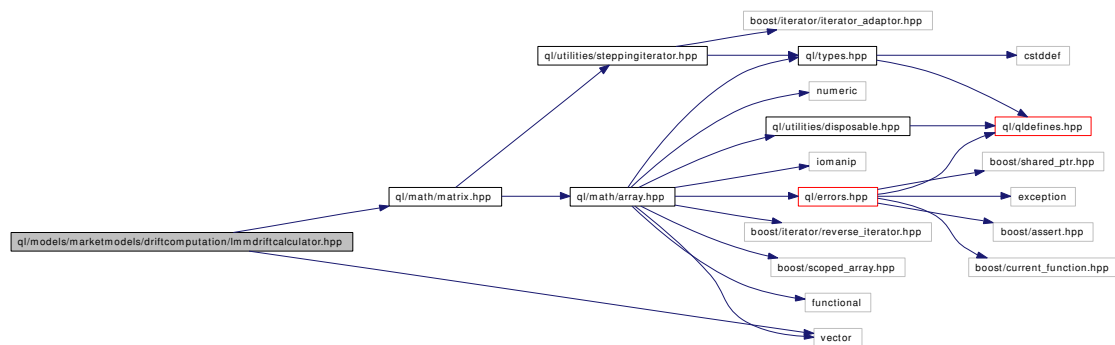 boost/iterator/iterator_adaptor.hpp
ql/utilities/steppingiterator.hpp
ql/types.hpp
cstddef
numeric
ql/utilities/disposable.hpp
ql/qldefines.hpp
iomanip
boost/shared_ptr.hpp
ql/math/matrix.hpp
ql/math/array.hpp
ql/errors.hpp
exception
boost/iterator/reverse_iterator.hpp
boost/assert.hpp
ql/models/marketmodels/driftcomputation/lmmdriftcalculator.hpp
boost/scoped_array.hpp
boost/current_function.hpp
functional
vector